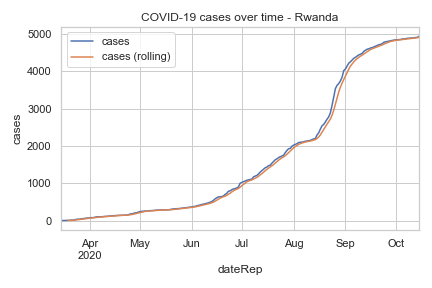 COVID-19 cases over time - Rwanda
cases
cases (rolling)
5000
4000
3000
2000
1000
0
cases
Apr
2020
May
Jun
Jul
Aug
Sep
Oct
dateRep